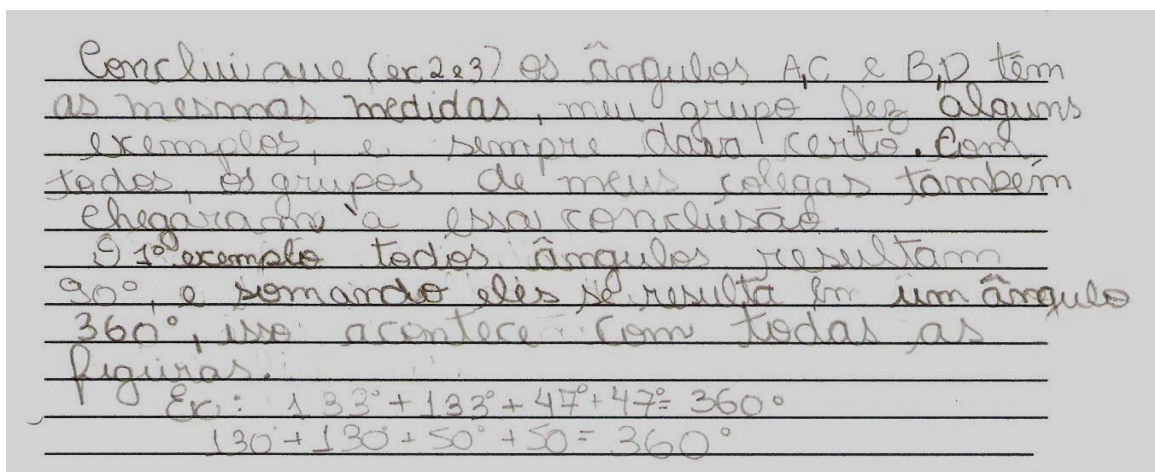 Conclui que (ex. 2 e 3) os ângulos A,C e B,D têm
as mesmas medidas, meu grupo fez alguns
exemplos, e sempre dava certo. Com
todos, os grupos de meus colegas também
chegaram à essa conclusão.
O 1º exemplo todos ângulos resultam
90°, e somando eles se resulta em um ângulo
360°, isso acontece com todas as
figuras.
Ex: 133° + 133° + 47° + 47° = 360°
130° + 130° + 50° + 50 = 360°